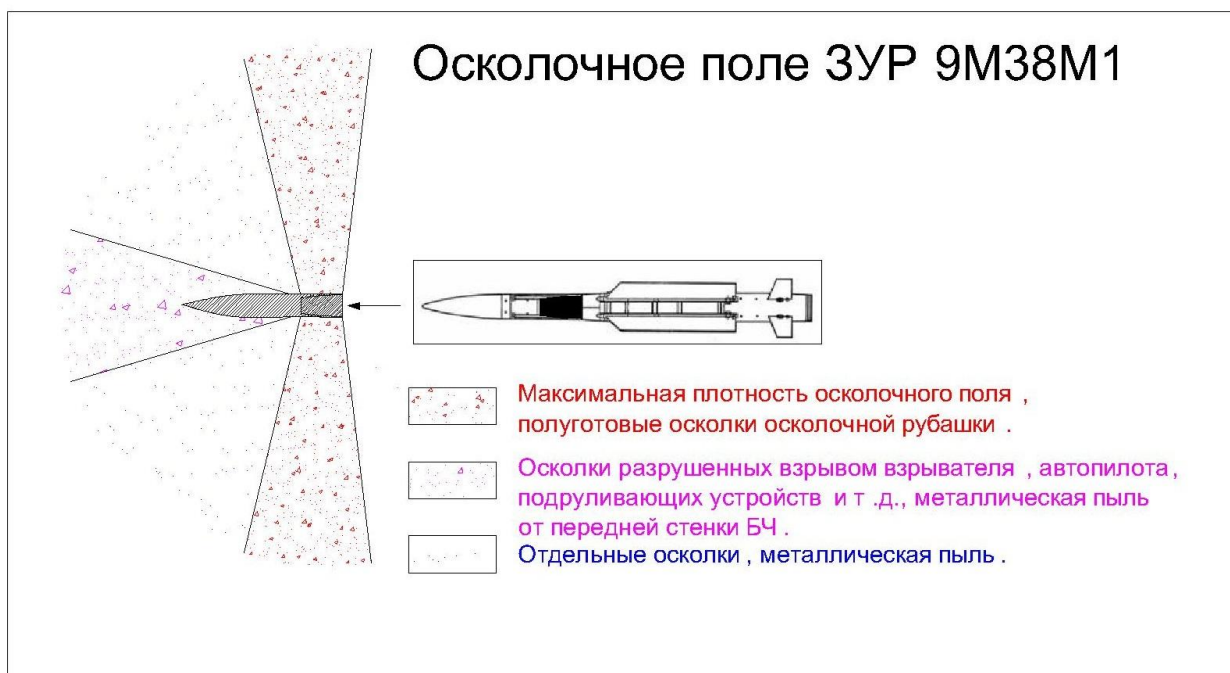 Осколочное поле ЗУР 9М38М1
Максимальная плотность осколочного поля ,
полуготовые осколки осколочной рубашки .
Осколки разрушенных взрывом взрывателя , автопилота ,
подруливающих устройств и т .д., металлическая пыль
от передней стенки БЧ .
Отдельные осколки , металлическая пыль .